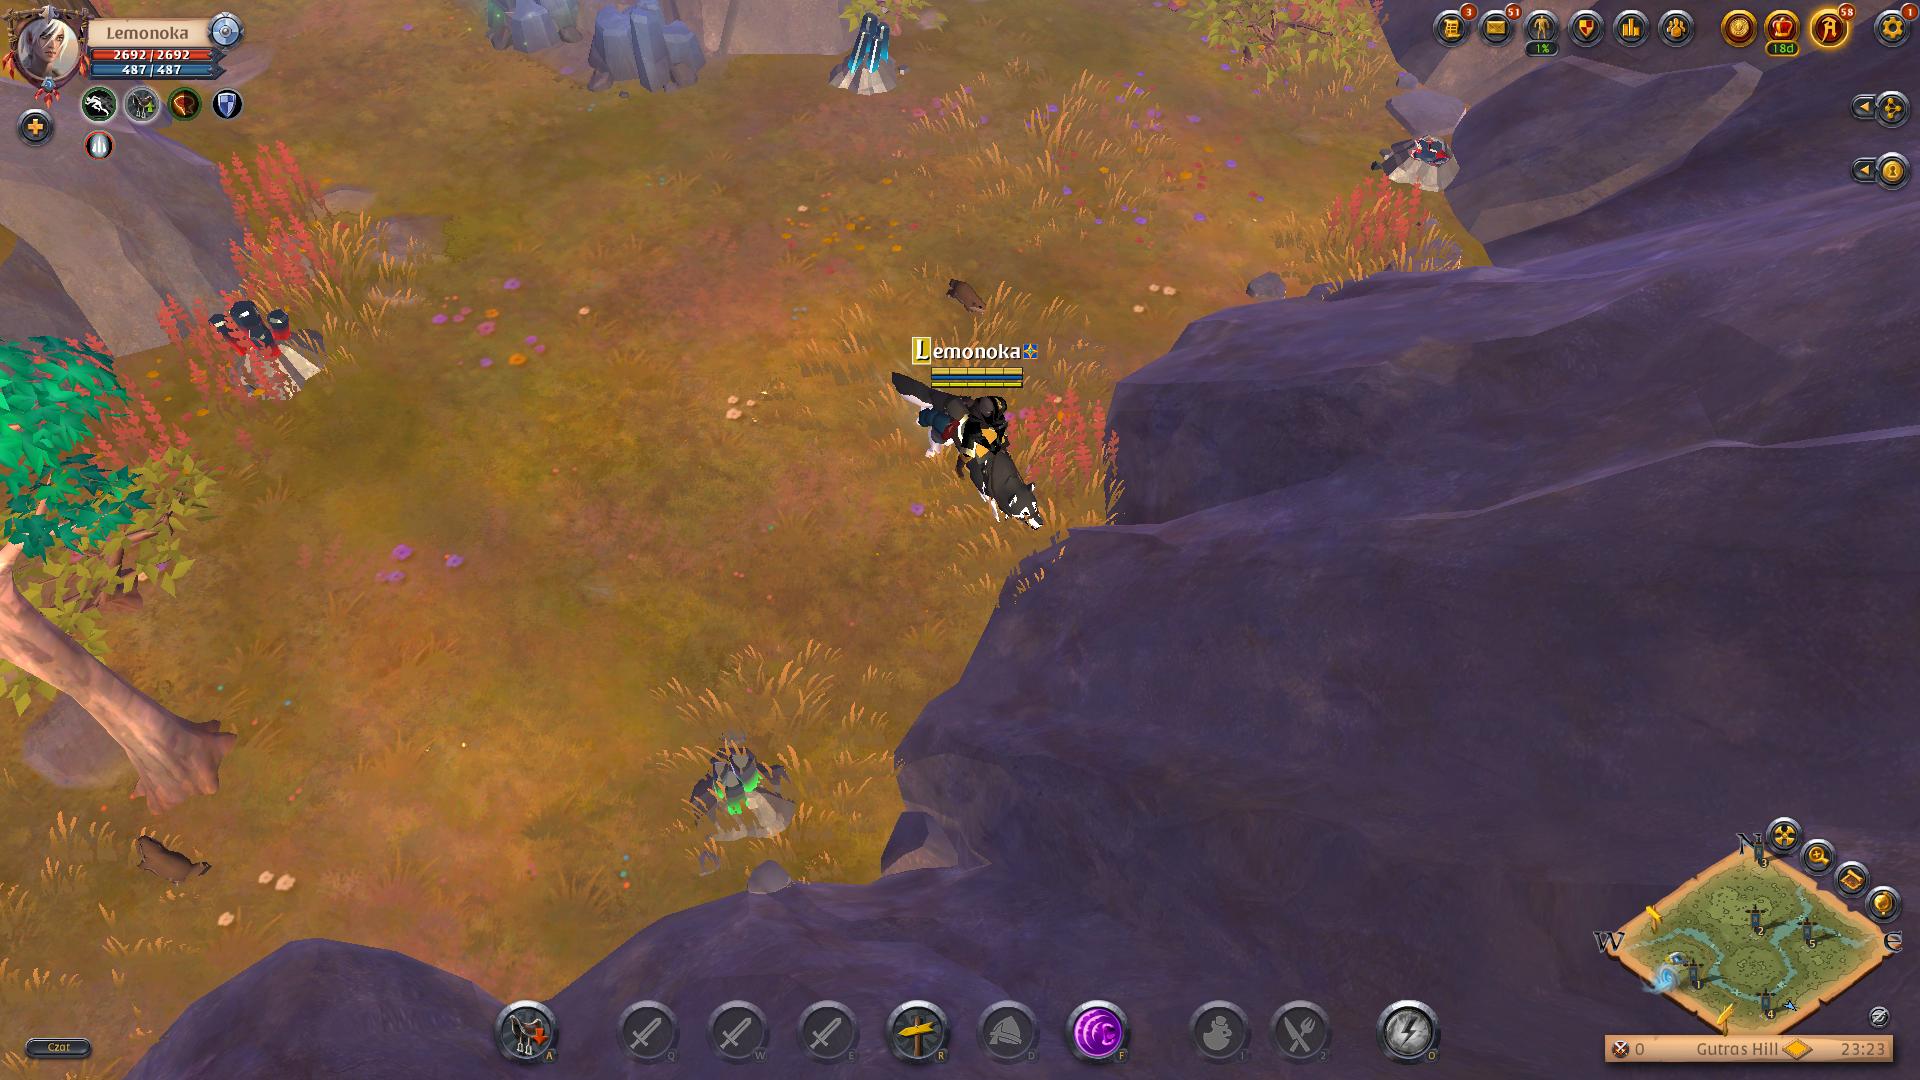 Lemonoka
2692 / 2692
487 / 487
3
51
1%
18d
58
1
Lemonoka
N
3
W
2
5
E
1
4
Czat
A
Q
W
E
R
D
F
1
2
O
0
Gutras Hill
23:23